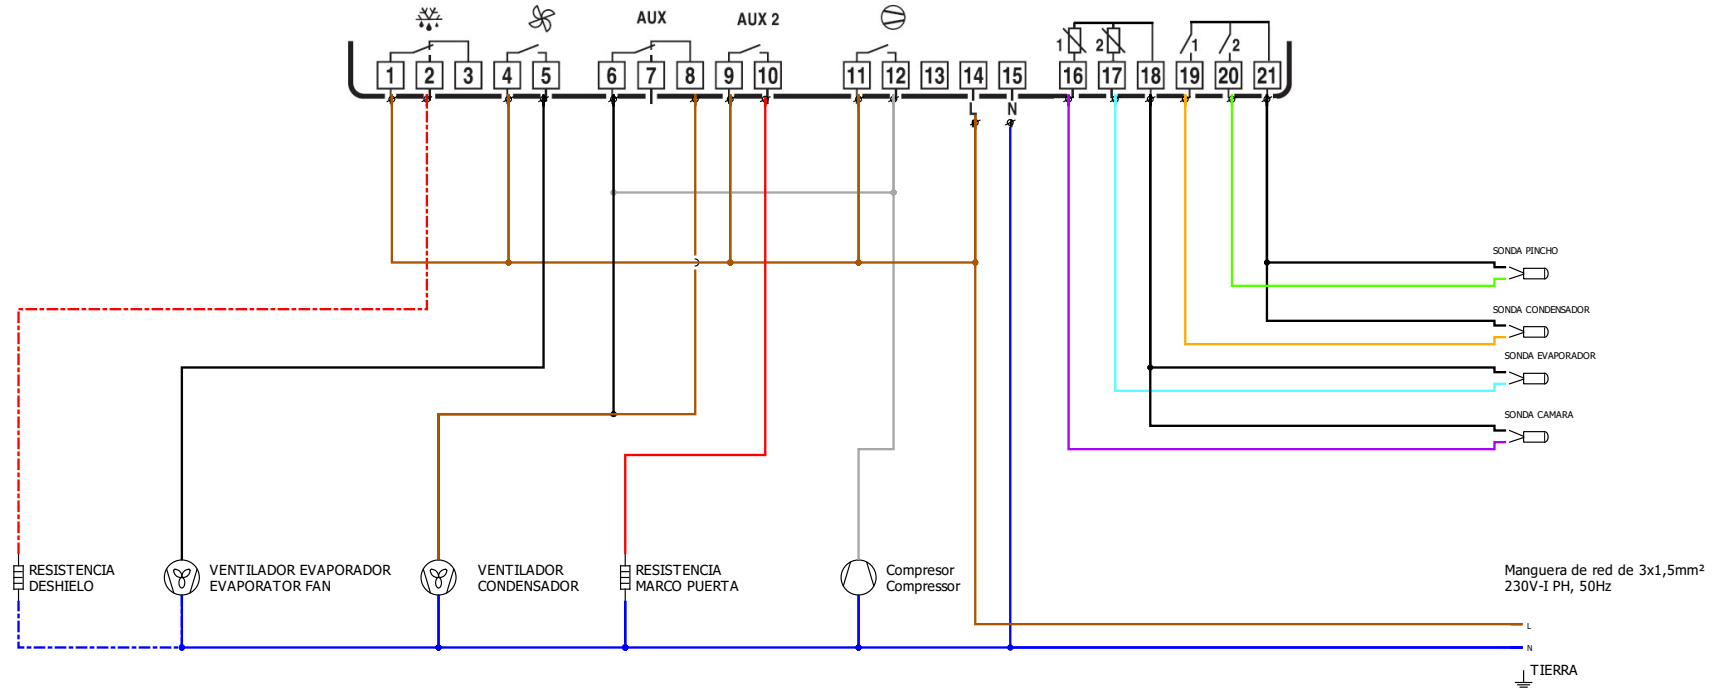 AUX
AUX 2
1
2
1
2
1
2
3
4
5
6
7
8
9
10
11
12
13
14
15
16
17
18
19
20
21
L
N
SONDA PINCHO
SONDA CONDENSADOR
SONDA EVAPORADOR
SONDA CAMARA
RESISTENCIA
DESHIELO
VENTILADOR EVAPORADOR
EVAPORATOR FAN
VENTILADOR
CONDENSADOR
RESISTENCIA
MARCO PUERTA
Compresor
Compressor
Manguera de red de 3x1,5mm²
230V-I PH, 50Hz
L
N
TIERRA